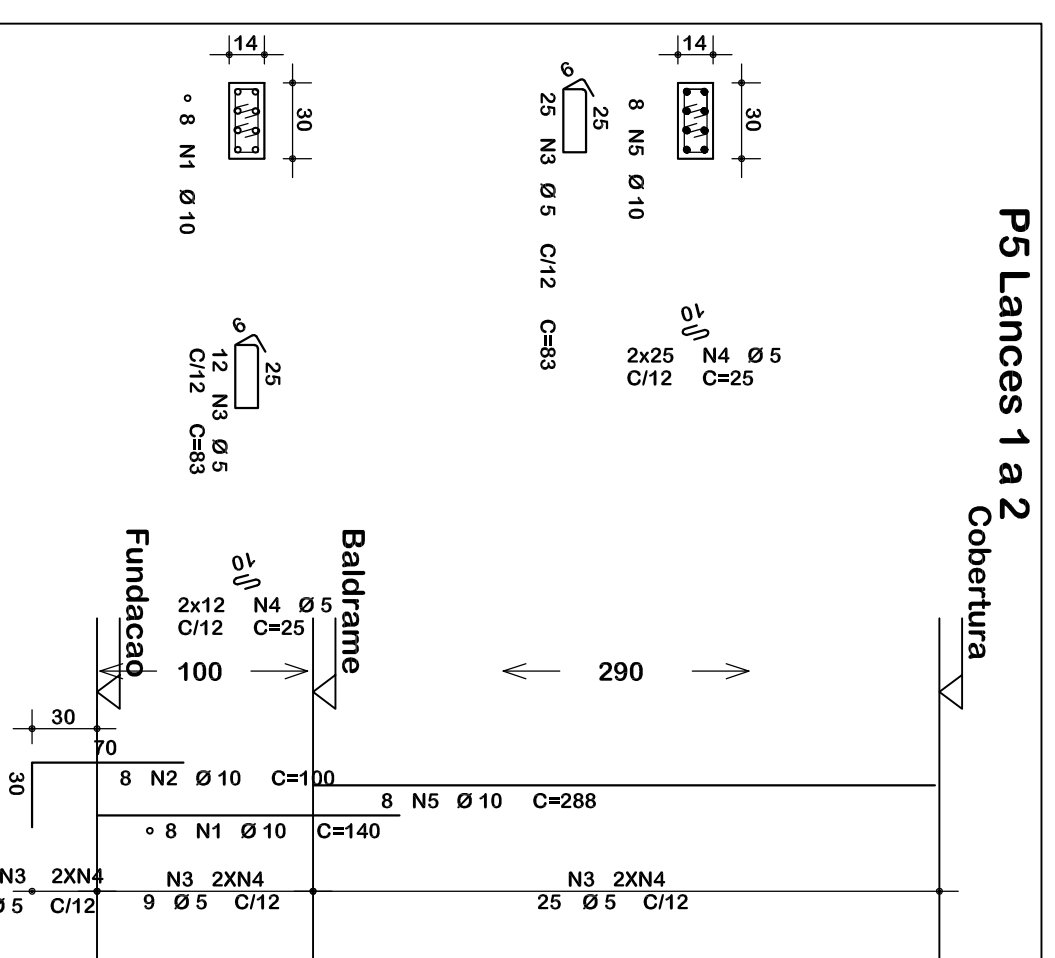 P5 Lances 1 a 2
14
30
° 8 N1 Ø 10
14
30
8 N5 Ø 10
6
25
25 N3 Ø 5 C/12 C=83
10
2x25 N4 Ø 5
C/12 C=25
6
25
12 N3 Ø 5
C/12 C=83
10
2x12 N4 Ø 5
C/12 C=25
Fundacao
Baldrame
Cobertura
100
290
30
70
30
8 N2 Ø 10 C=100
8 N5 Ø 10 C=288
° 8 N1 Ø 10 C=140
N3 2XN4
Ø 5 C/12
N3 2XN4
9 Ø 5 C/12
N3 2XN4
25 Ø 5 C/12